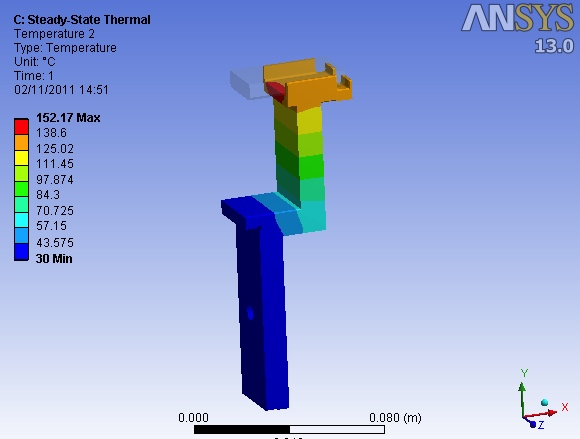 C: Steady-State Thermal
Temperature 2
Type: Temperature
Unit: °C
Time: 1
02/11/2011 14:51
ANSYS
13.0
152.17 Max
138.6
125.02
111.45
97.874
84.3
70.725
57.15
43.575
30 Min
0.000
0.080 (m)
Y
X
Z